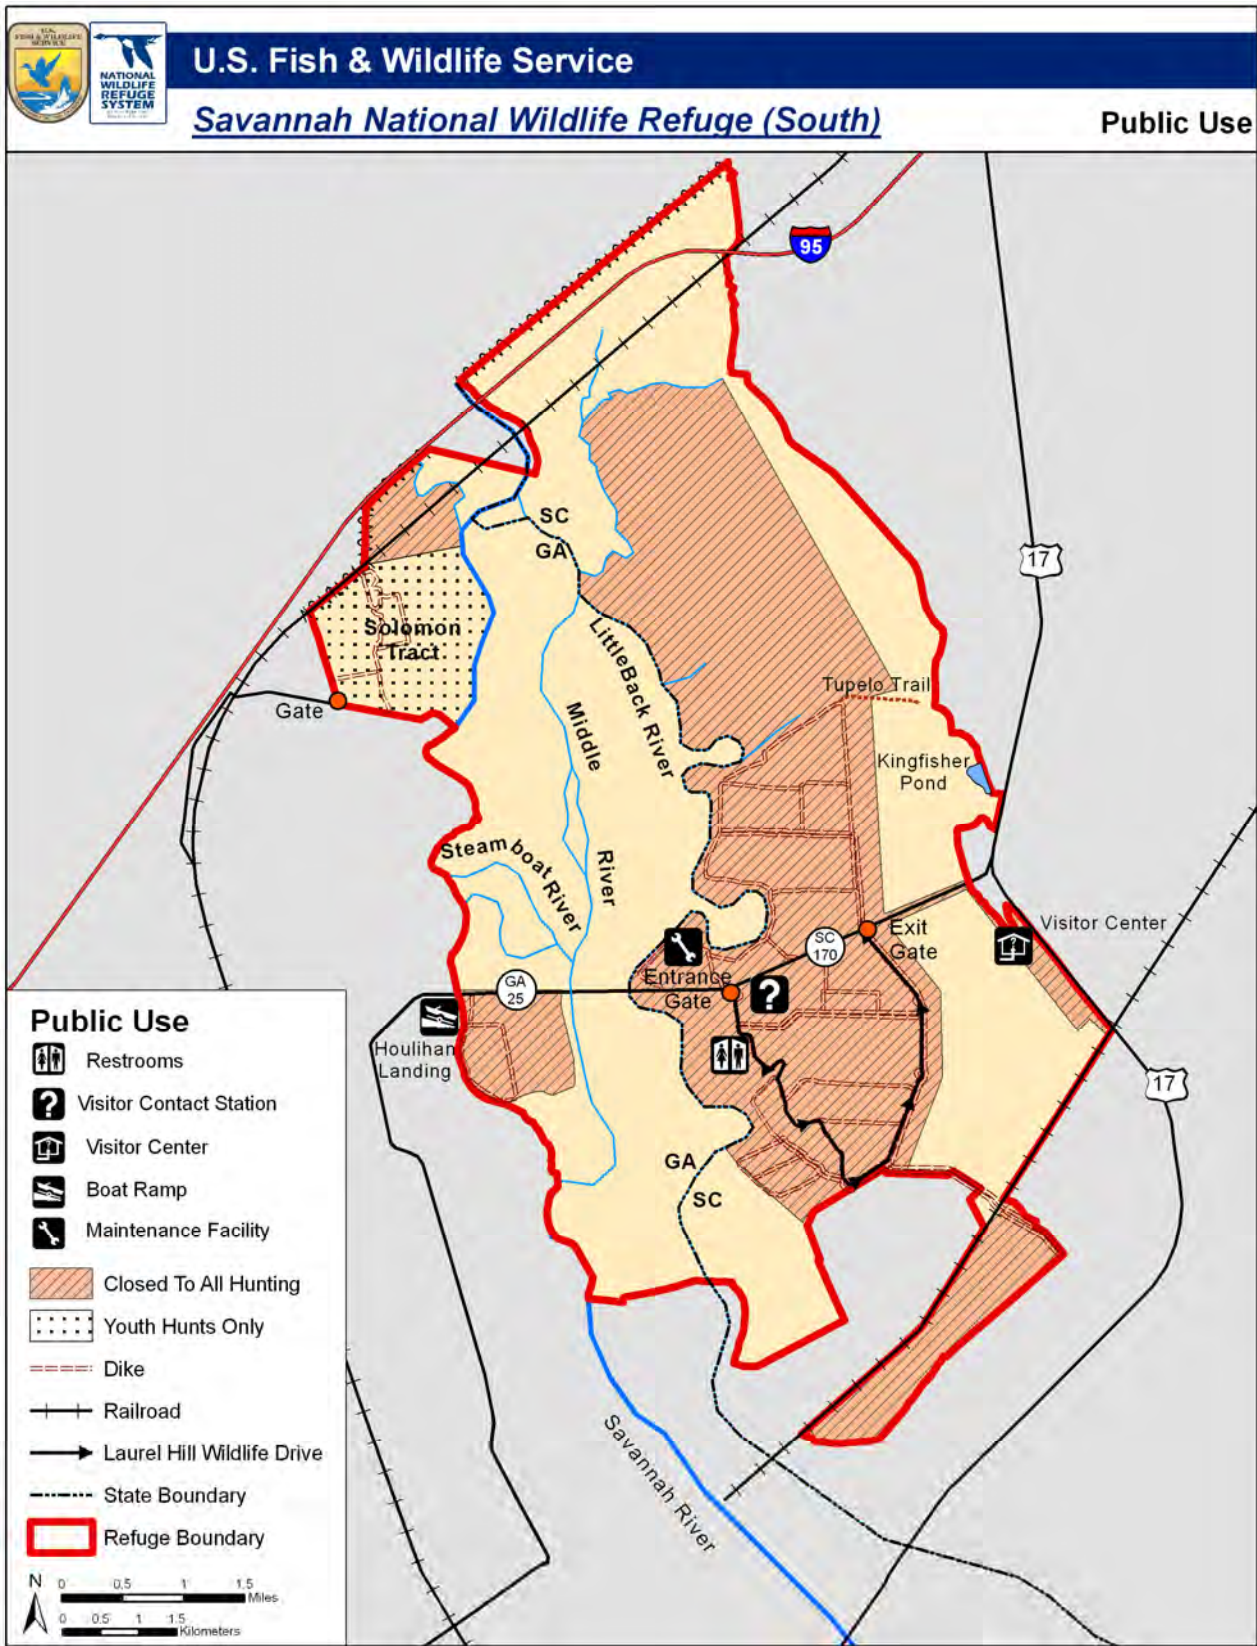 U.S.
FISH & WILDLIFE
SERVICE
NATIONAL
WILDLIFE
REFUGE
SYSTEM
U.S. Fish & Wildlife Service
Savannah National Wildlife Refuge (South)
Public Use
95
SC
GA
17
Solomon
Tract
Gate
LittleBack River
Middle
River
Tupelo Trail
Kingfisher
Pond
Steamboat River
Visitor Center
Exit
Gate
SC
170
Entrance
Gate
GA
25
Houlihan
Landing
17
GA
SC
Savannah River
Public Use
Restrooms
Visitor Contact Station
Visitor Center
Boat Ramp
Maintenance Facility
Closed To All Hunting
Youth Hunts Only
Dike
Railroad
Laurel Hill Wildlife Drive
State Boundary
Refuge Boundary
N
0 0.5 1 1.5
Miles
0 0.5 1 1.5
Kilometers